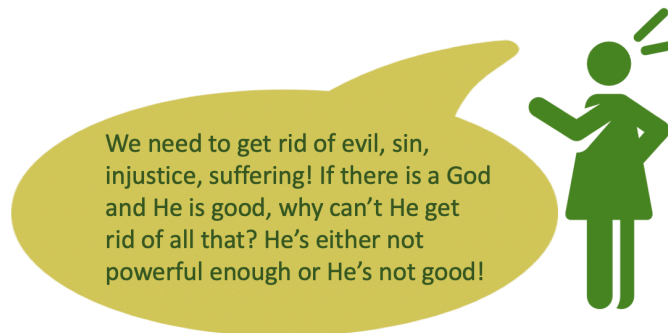 We need to get rid of evil, sin,
injustice, suffering! If there is a God
and He is good, why can’t He get
rid of all that? He’s either not
powerful enough or He’s not good!